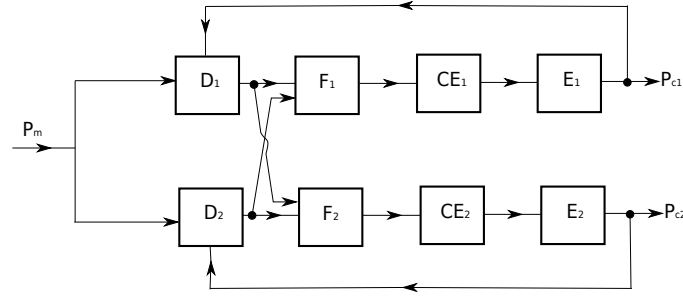 D₁ F₁ CE₁ E₁ Pc1
Pm
D₂ F₂ CE₂ E₂ Pc2